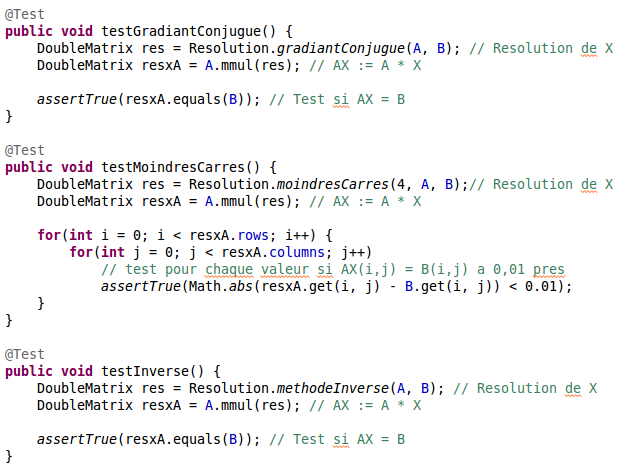 @Test
public void testGradiantConjugue() {
    DoubleMatrix res = Resolution.gradiantConjugue(A, B); // Resolution de X
    DoubleMatrix resxA = A.mmul(res); // AX := A * X
    assertTrue(resxA.equals(B)); // Test si AX = B
}
@Test
public void testMoindresCarres() {
    DoubleMatrix res = Resolution.moindresCarres(4, A, B);// Resolution de X
    DoubleMatrix resxA = A.mmul(res); // AX := A * X
    for(int i = 0; i < resxA.rows; i++) {
        for(int j = 0; j < resxA.columns; j++)
            // test pour chaque valeur si AX(i,j) = B(i,j) a 0,01 pres
            assertTrue(Math.abs(resxA.get(i, j) - B.get(i, j)) < 0.01);
    }
}
@Test
public void testInverse() {
    DoubleMatrix res = Resolution.methodeInverse(A, B); // Resolution de X
    DoubleMatrix resxA = A.mmul(res); // AX := A * X
    assertTrue(resxA.equals(B)); // Test si AX = B
}